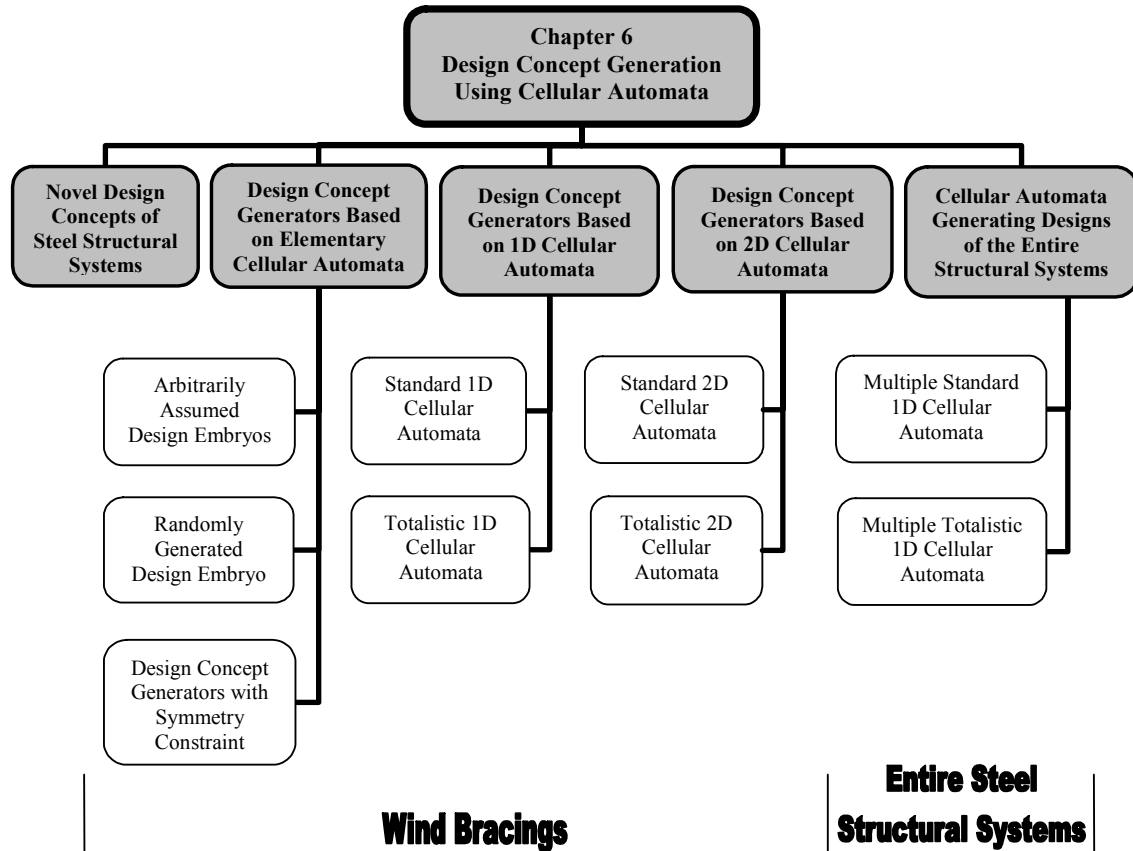 Chapter 6
Design Concept Generation
Using Cellular Automata
Novel Design
Concepts of
Steel Structural
Systems
Design Concept
Generators Based
on Elementary
Cellular Automata
Design Concept
Generators Based
on 1D Cellular
Automata
Design Concept
Generators Based
on 2D Cellular
Automata
Cellular Automata
Generating Designs
of the Entire
Structural Systems
Arbitrarily
Assumed
Design Embryos
Standard 1D
Cellular
Automata
Standard 2D
Cellular
Automata
Multiple Standard
1D Cellular
Automata
Randomly
Generated
Design Embryo
Totalistic 1D
Cellular
Automata
Totalistic 2D
Cellular
Automata
Multiple Totalistic
1D Cellular
Automata
Design Concept
Generators with
Symmetry
Constraint
Wind Bracings
Entire Steel
Structural Systems